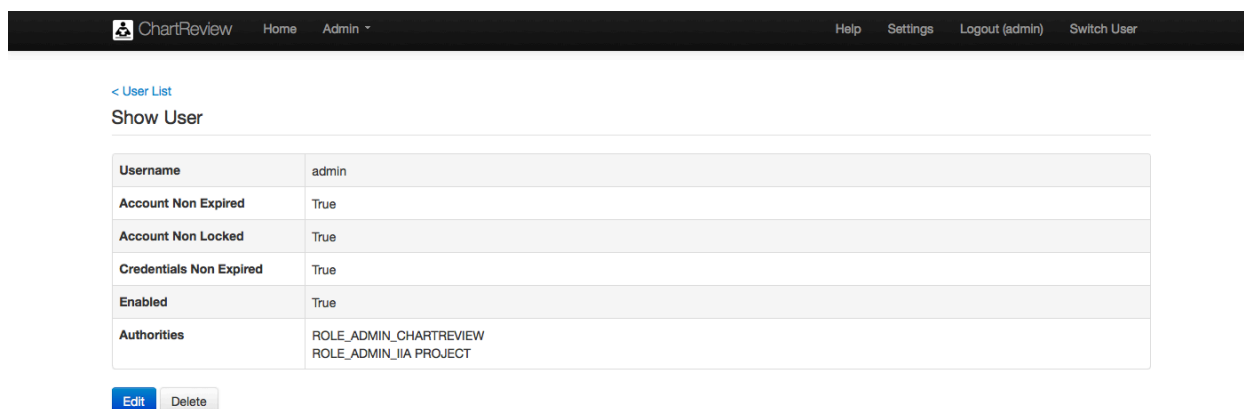 ChartReview Home Admin Help Settings Logout (admin) Switch User
< User List
Show User
Username admin
Account Non Expired True
Account Non Locked True
Credentials Non Expired True
Enabled True
Authorities ROLE_ADMIN_CHARTREVIEW
ROLE_ADMIN_IIA PROJECT
Edit Delete